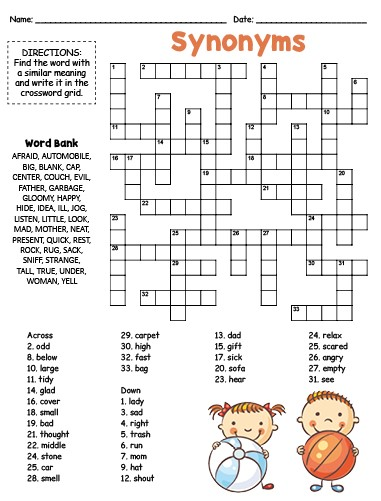 Name: Date:
Synonyms
DIRECTIONS:
Find the word with
a similar meaning
and write it in the
crossword grid.
Word Bank
AFRAID, AUTOMOBILE,
BIG, BLANK, CAP,
CENTER, COUCH, EVIL,
FATHER, GARBAGE,
GLOOMY, HAPPY,
HIDE, IDEA, ILL, JOG,
LISTEN, LITTLE, LOOK,
MAD, MOTHER, NEAT,
PRESENT, QUICK, REST,
ROCK, RUG, SACK,
SNIFF, STRANGE,
TALL, TRUE, UNDER,
WOMAN, YELL
1 2 3 4 5
6
7 8
9 10
11 12 13
14 15
16 17 18
19 20
21
22
23 24
25 26 27
28
29 30 31
32
33
Across
2. odd
8. below
10. large
11. tidy
14. glad
16. cover
18. small
19. bad
21. thought
22. middle
24. stone
25. car
28. smell
29. carpet
30. high
32. fast
33. bag
Down
1. lady
3. sad
4. right
5. trash
6. run
7. mom
9. hat
12. shout
13. dad
15. gift
17. sick
20. sofa
23. hear
24. relax
25. scared
26. angry
27. empty
31. see